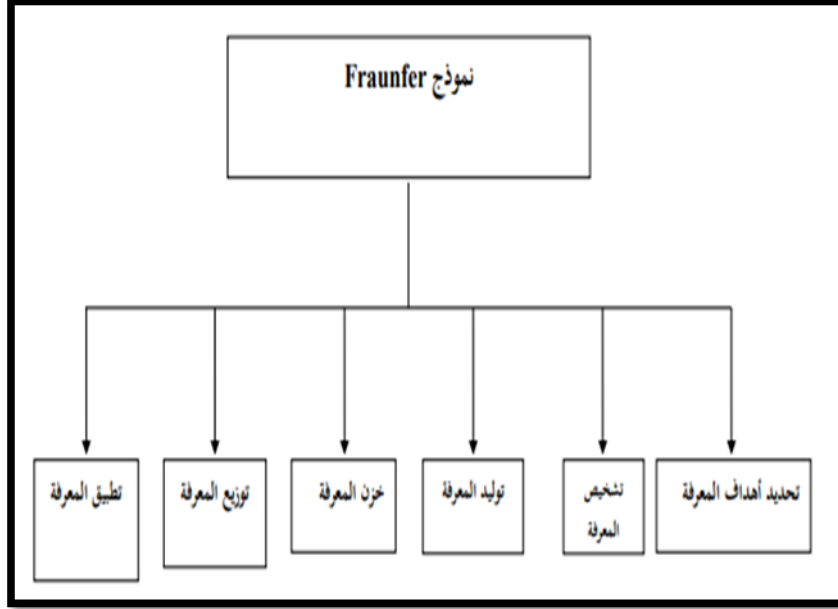 نموذج Fraunfer
تحديد أهداف المعرفة
تشخيص
المعرفة
توليد المعرفة
خزن المعرفة
توزيع المعرفة
تطبيق المعرفة